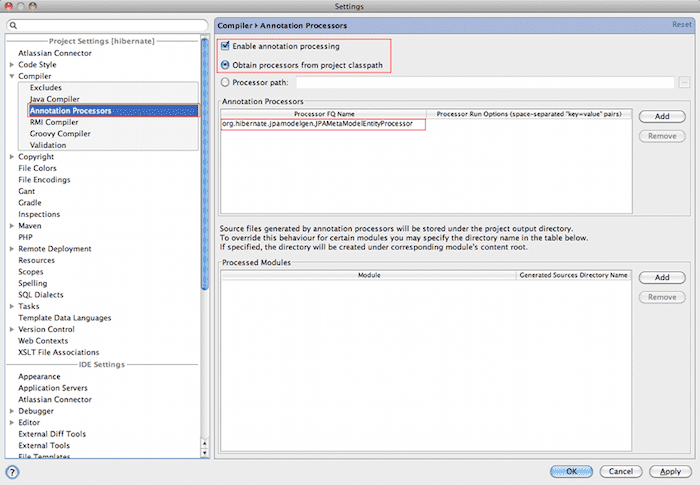 Settings
Project Settings [hibernate]
Atlassian Connector
Code Style
Compiler
Excludes
Java Compiler
Annotation Processors
RMI Compiler
Groovy Compiler
Validation
Copyright
File Colors
File Encodings
Gant
Gradle
Inspections
Maven
PHP
Remote Deployment
Resources
Scopes
Spelling
SQL Dialects
Tasks
Template Data Languages
Version Control
Web Contexts
XSLT File Associations
IDE Settings
Appearance
Application Servers
Atlassian Connector
Debugger
Editor
External Diff Tools
External Tools
File Templates
Compiler › Annotation Processors
Reset
Enable annotation processing
Obtain processors from project classpath
Processor path:
...
Annotation Processors
Processor FQ Name
Processor Run Options (space-separated "key=value" pairs)
org.hibernate.jpamodelgen.JPAMetaModelEntityProcessor
Add
Remove
Source files generated by annotation processors will be stored under the project output directory.
To override this behaviour for certain modules you may specify the directory name in the table below.
If specified, the directory will be created under corresponding module's content root.
Processed Modules
Module
Generated Sources Directory Name
Add
Remove
?
OK
Cancel
Apply